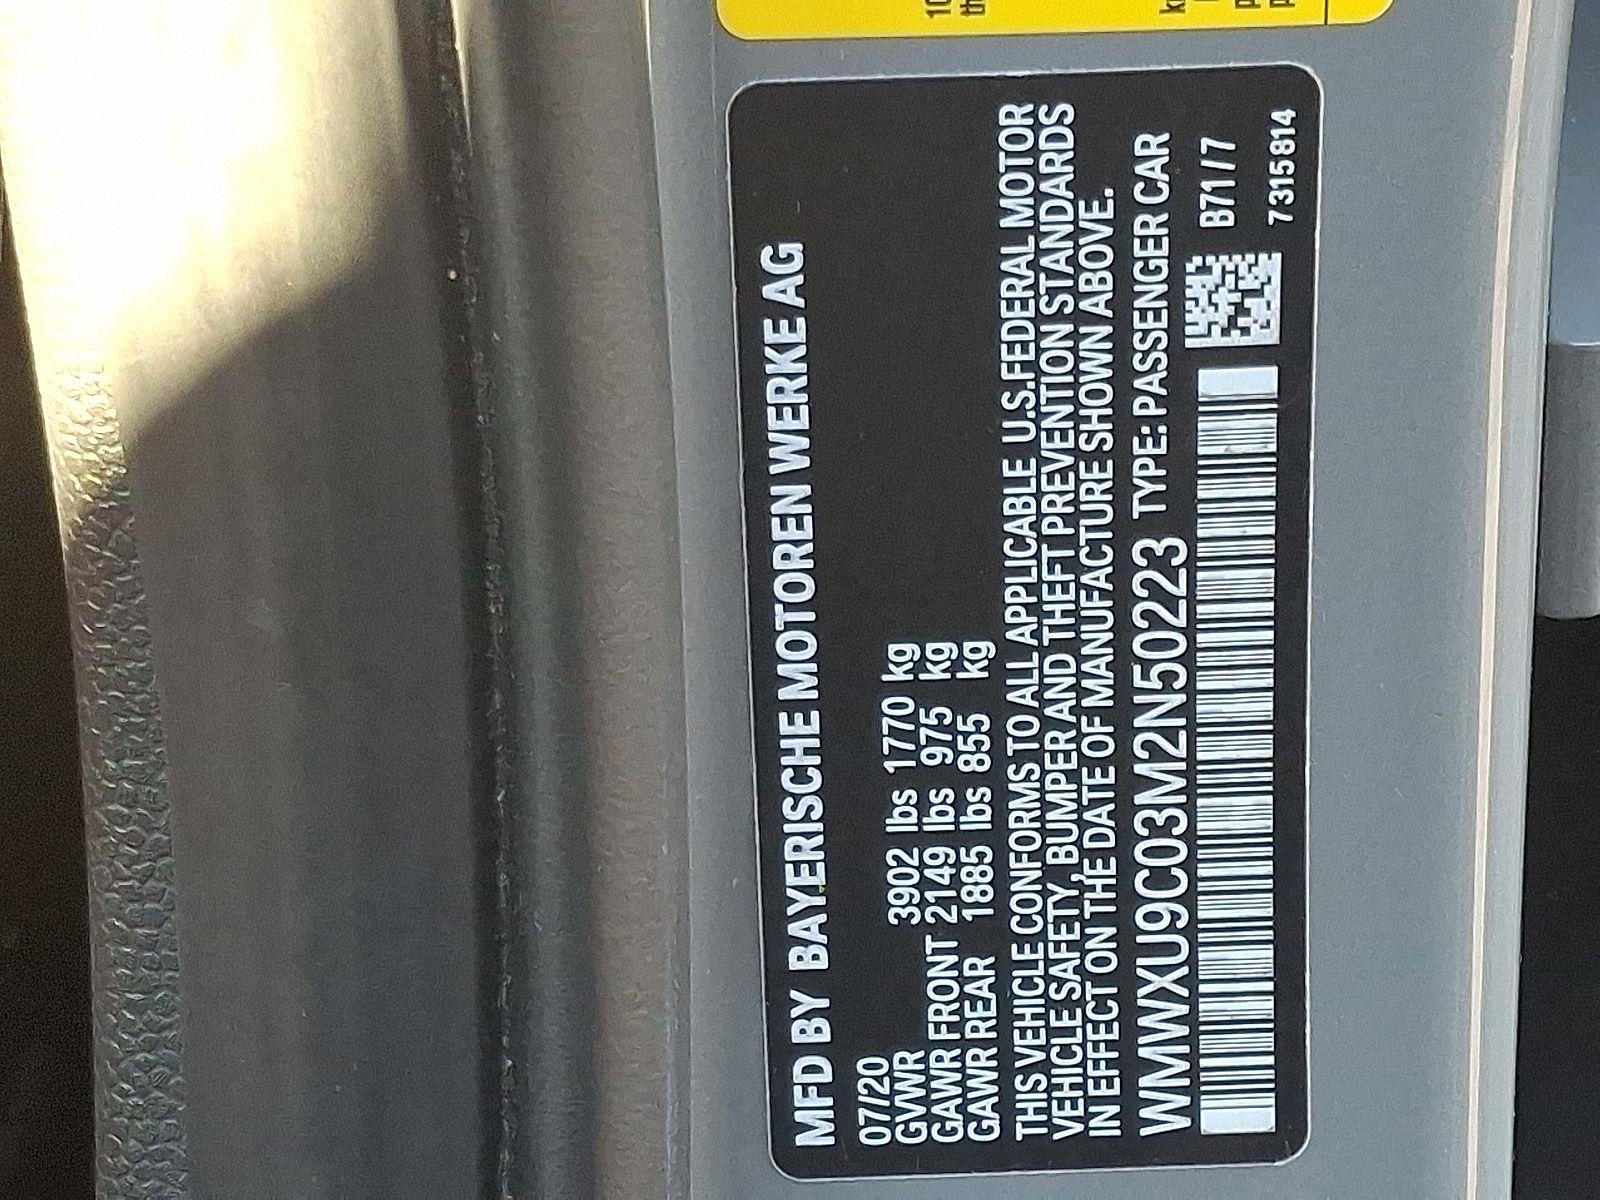 MFD BY BAYERISCHE MOTOREN WERKE AG
07/20
GVWR 3902 lbs 1770 kg
GAWR FRONT 2149 lbs 975 kg
GAWR REAR 1885 lbs 855 kg
THIS VEHICLE CONFORMS TO ALL APPLICABLE U.S.FEDERAL MOTOR
VEHICLE SAFETY, BUMPER AND THEFT PREVENTION STANDARDS
IN EFFECT ON THE DATE OF MANUFACTURE SHOWN ABOVE.
WMWXU9C03M2N50223 TYPE: PASSENGER CAR
B71/7
7315814